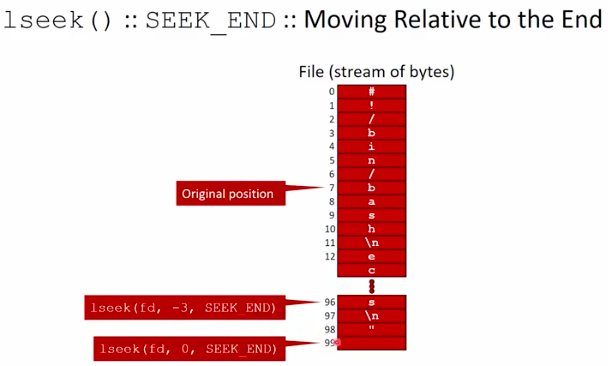 lseek() :: SEEK_END :: Moving Relative to the End
File (stream of bytes)
0 #
1 !
2 /
3 b
4 i
5 n
6 /
Original position 7 b
8 a
9 s
10 h
11 \n
12 e
c
lseek(fd, -3, SEEK_END) 96 s
97 \n
98 "
lseek(fd, 0, SEEK_END) 99